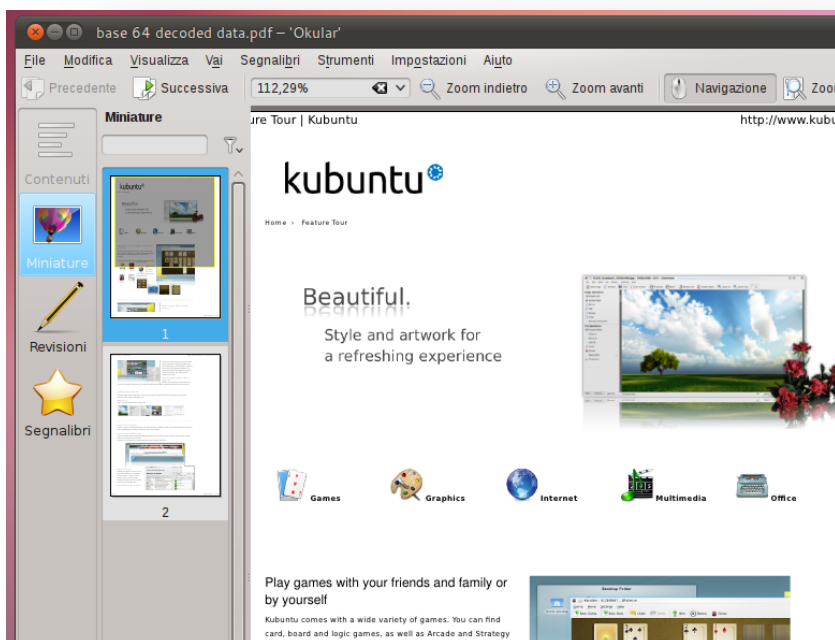 base 64 decoded data.pdf – 'Okular'
File Modifica Visualizza Vai Segnalibri Strumenti Impostazioni Aiuto
Precedente Successiva 112,29% Zoom indietro Zoom avanti Navigazione Zoo
Contenuti
Miniature
Revisioni
Segnalibri
Miniature
1
2
ure Tour | Kubuntu http://www.kubu
kubuntu
Home › Feature Tour
Beautiful.
Style and artwork for
a refreshing experience
Games Graphics Internet Multimedia Office
Play games with your friends and family or
by yourself
Kubuntu comes with a wide variety of games. You can find
card, board and logic games, as well as Arcade and Strategy
Desktop Folder